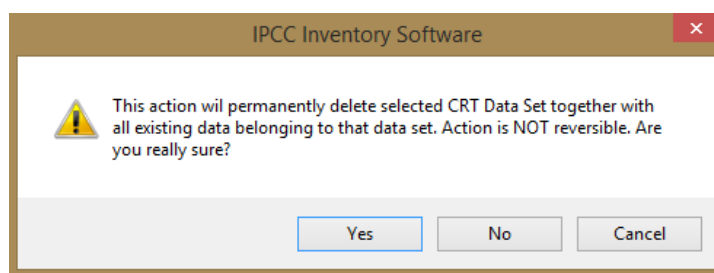 IPCC Inventory Software
This action wil permanently delete selected CRT Data Set together with
all existing data belonging to that data set. Action is NOT reversible. Are
you really sure?
Yes No Cancel